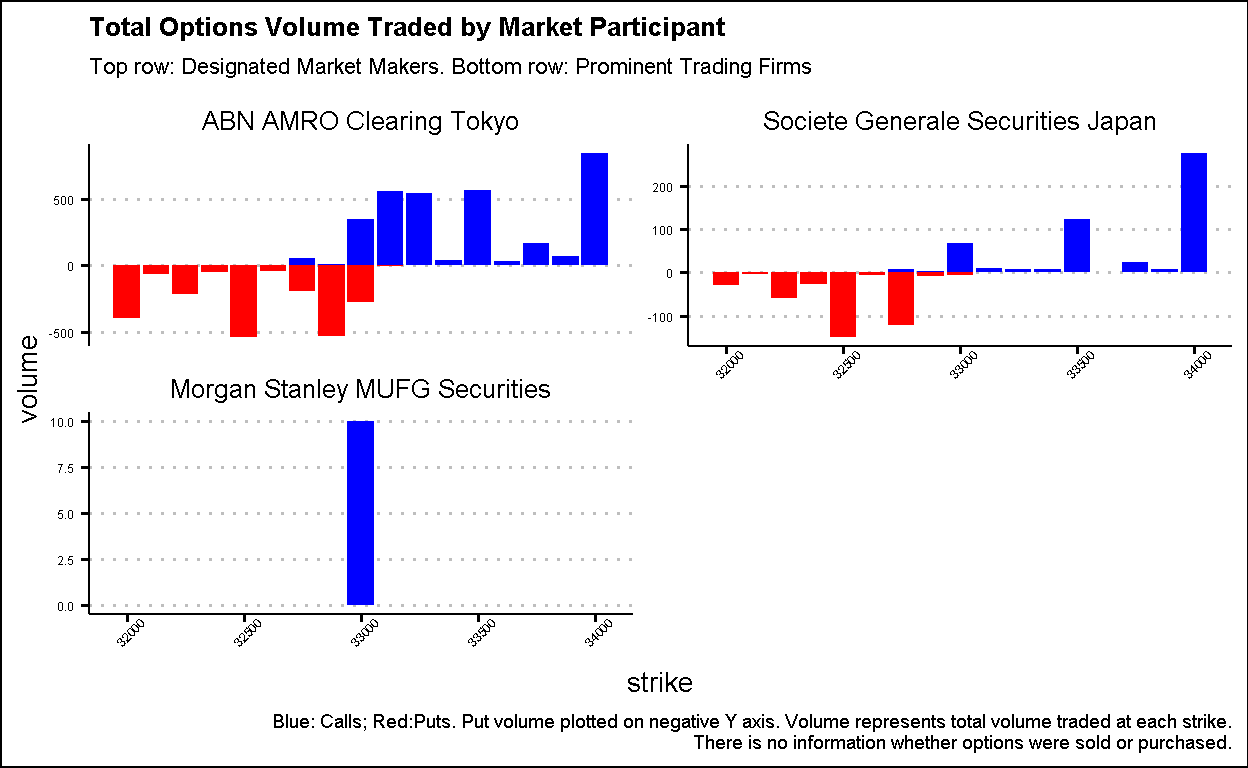 Total Options Volume Traded by Market Participant
Top row: Designated Market Makers. Bottom row: Prominent Trading Firms
ABN AMRO Clearing Tokyo
500
0
-500
Societe Generale Securities Japan
200
100
0
-100
32000
32500
33000
33500
34000
volume
Morgan Stanley MUFG Securities
10.0
7.5
5.0
2.5
0.0
32000
32500
33000
33500
34000
strike
Blue: Calls; Red:Puts. Put volume plotted on negative Y axis. Volume represents total volume traded at each strike.
There is no information whether options were sold or purchased.